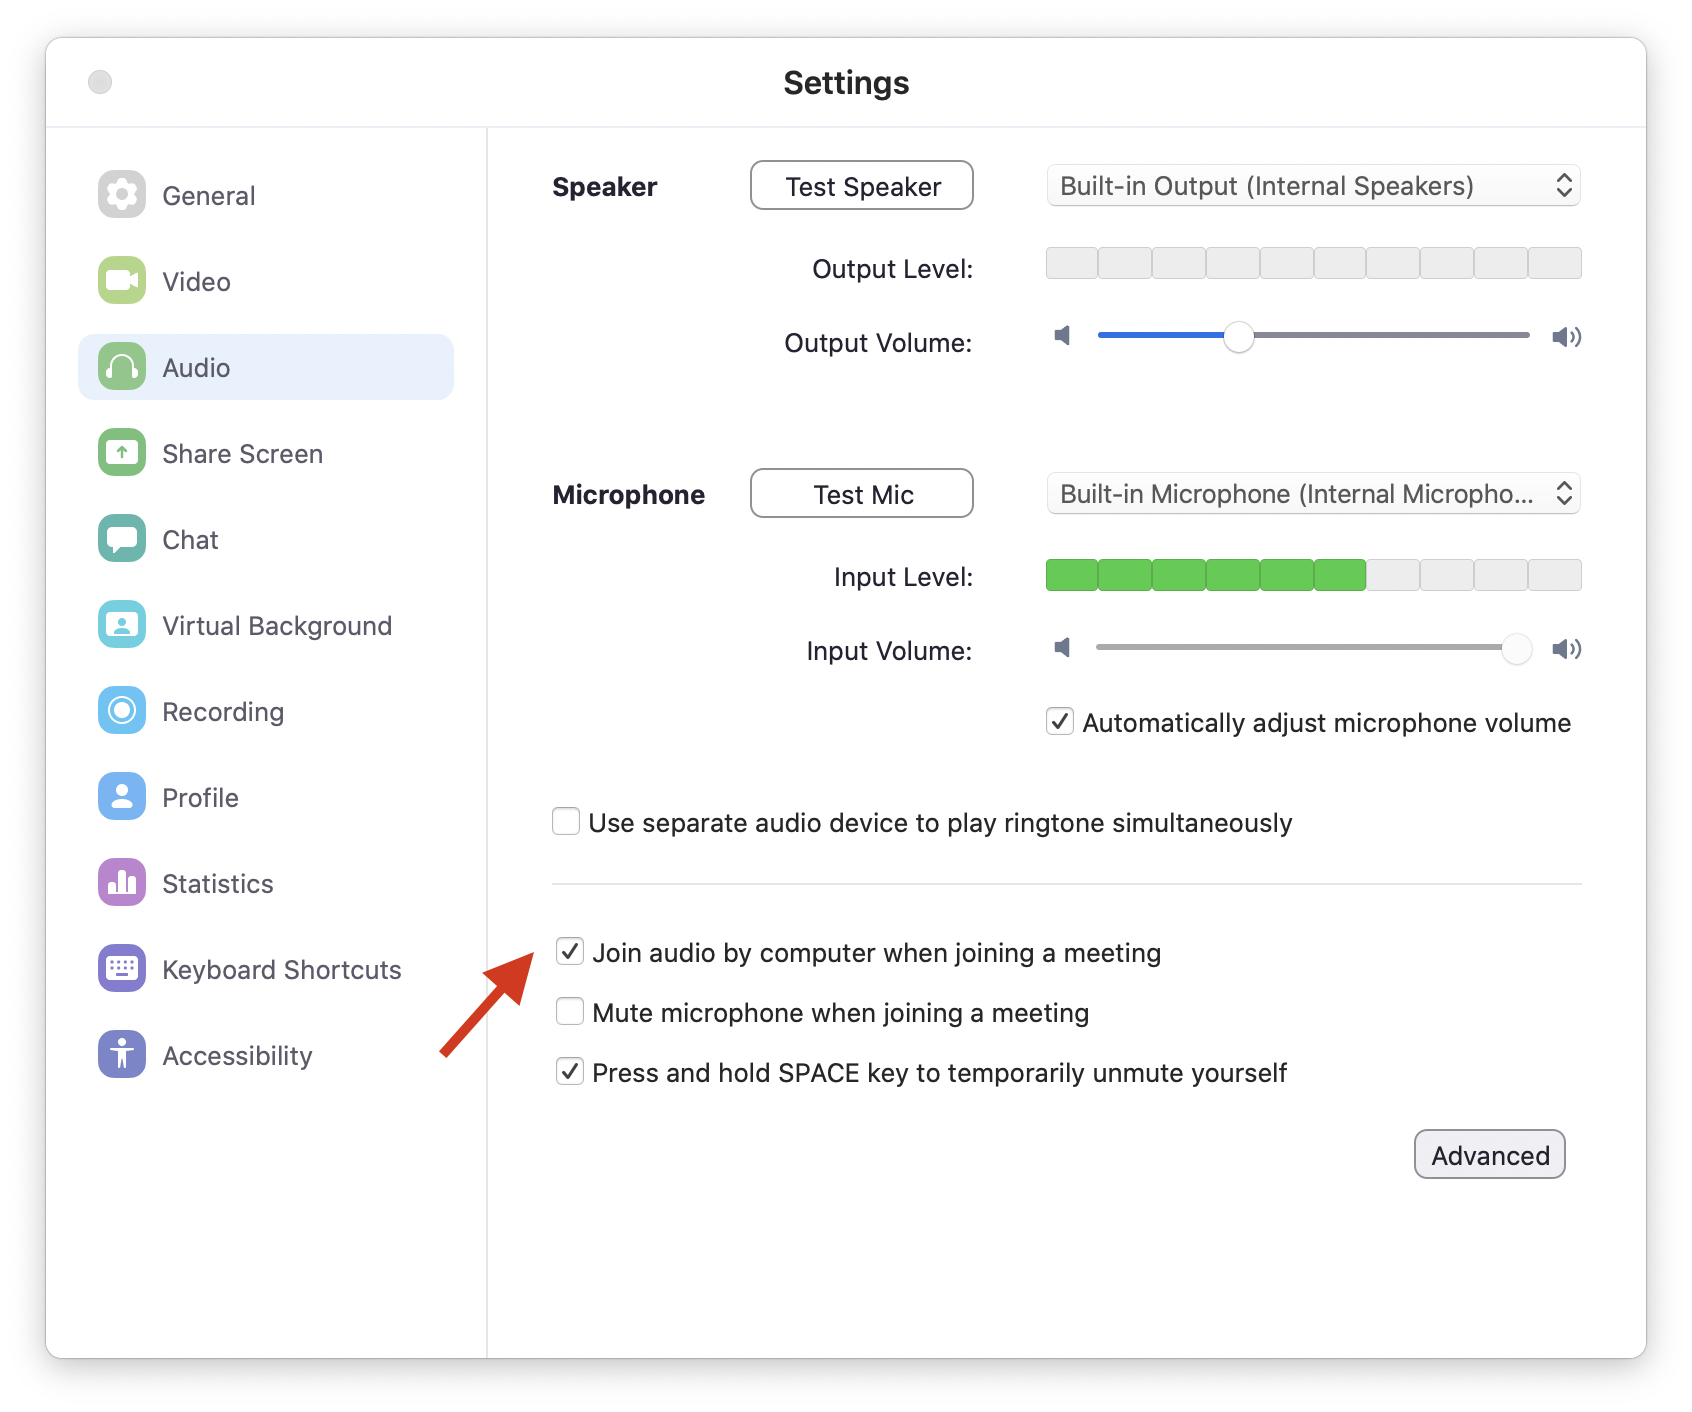 Settings
General
Video
Audio
Share Screen
Chat
Virtual Background
Recording
Profile
Statistics
Keyboard Shortcuts
Accessibility
Speaker
Test Speaker
Built-in Output (Internal Speakers)
Output Level:
Output Volume:
Microphone
Test Mic
Built-in Microphone (Internal Micropho...
Input Level:
Input Volume:
Automatically adjust microphone volume
Use separate audio device to play ringtone simultaneously
Join audio by computer when joining a meeting
Mute microphone when joining a meeting
Press and hold SPACE key to temporarily unmute yourself
Advanced